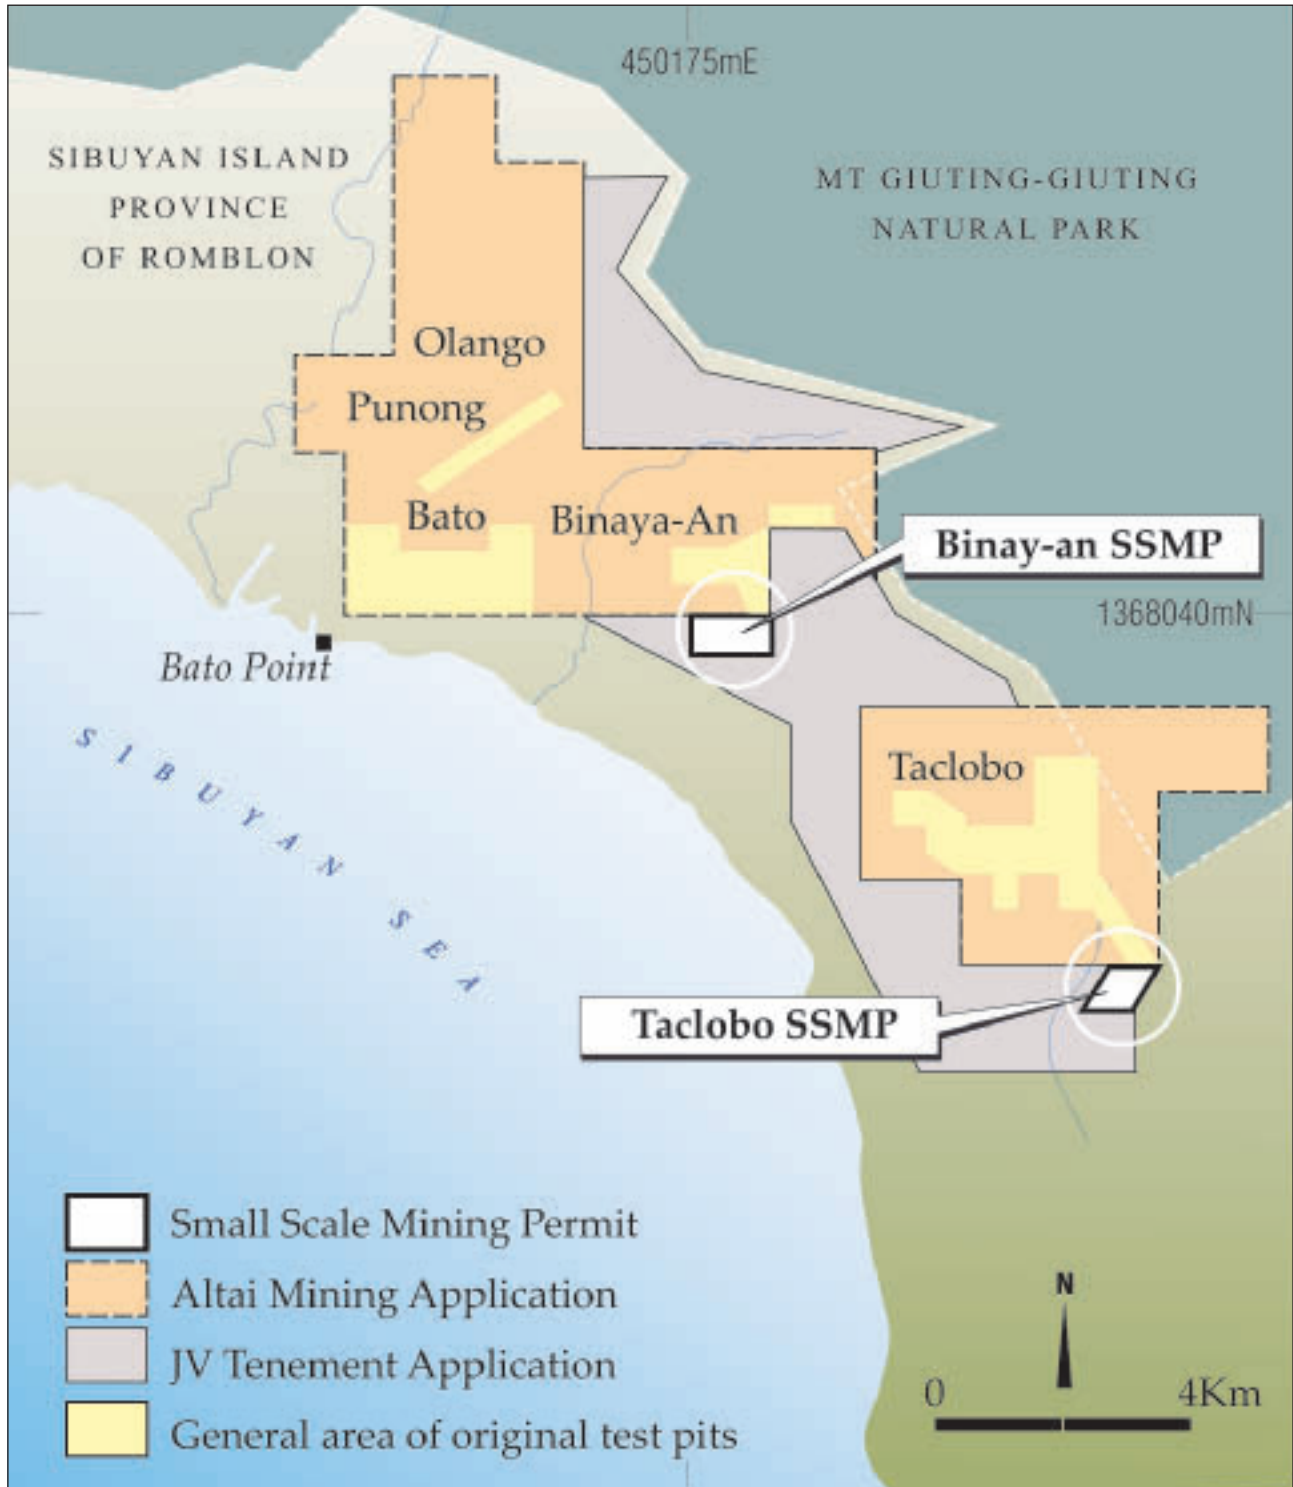 450175mE
SIBUYAN ISLAND
PROVINCE
OF ROMBLON
MT GIUTING-GIUTING
NATURAL PARK
Olango
Punong
Bato
Binaya-An
Binay-an SSMP
1368040mN
Bato Point
SIBUYAN SEA
Taclobo
Taclobo SSMP
Small Scale Mining Permit
Altai Mining Application
JV Tenement Application
General area of original test pits
N
0 4Km